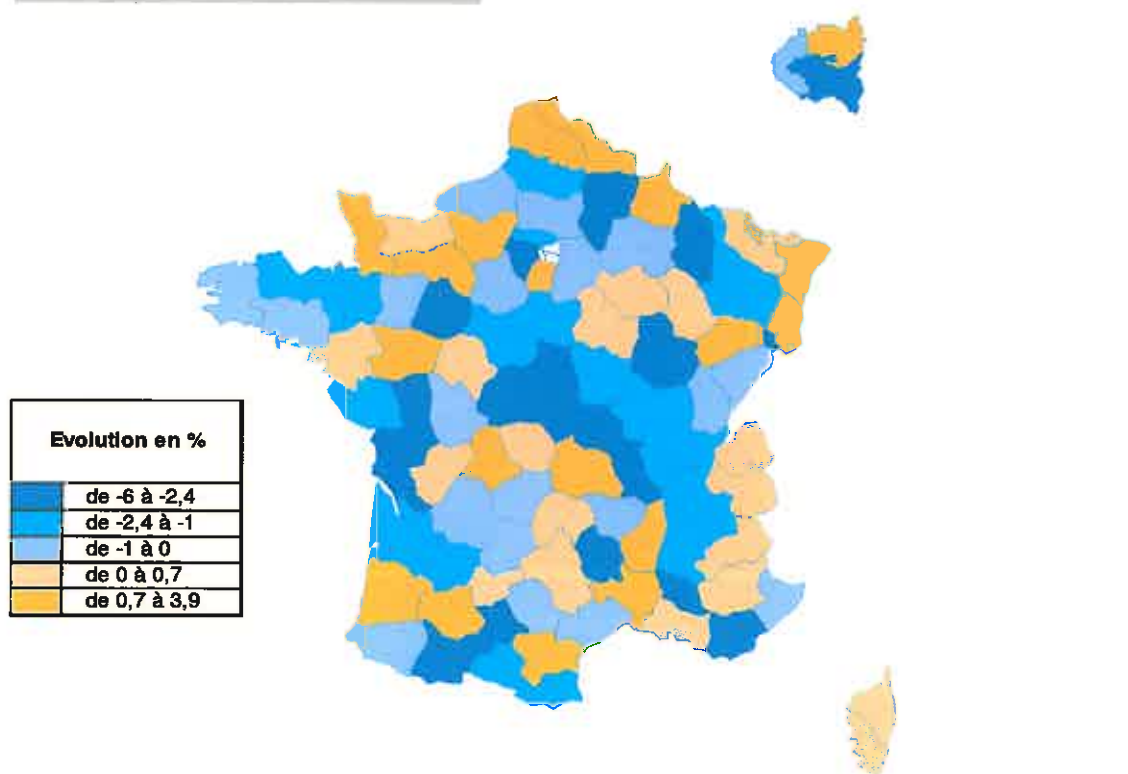 Evolution en %
de -6 à -2,4
de -2,4 à -1
de -1 à 0
de 0 à 0,7
de 0,7 à 3,9